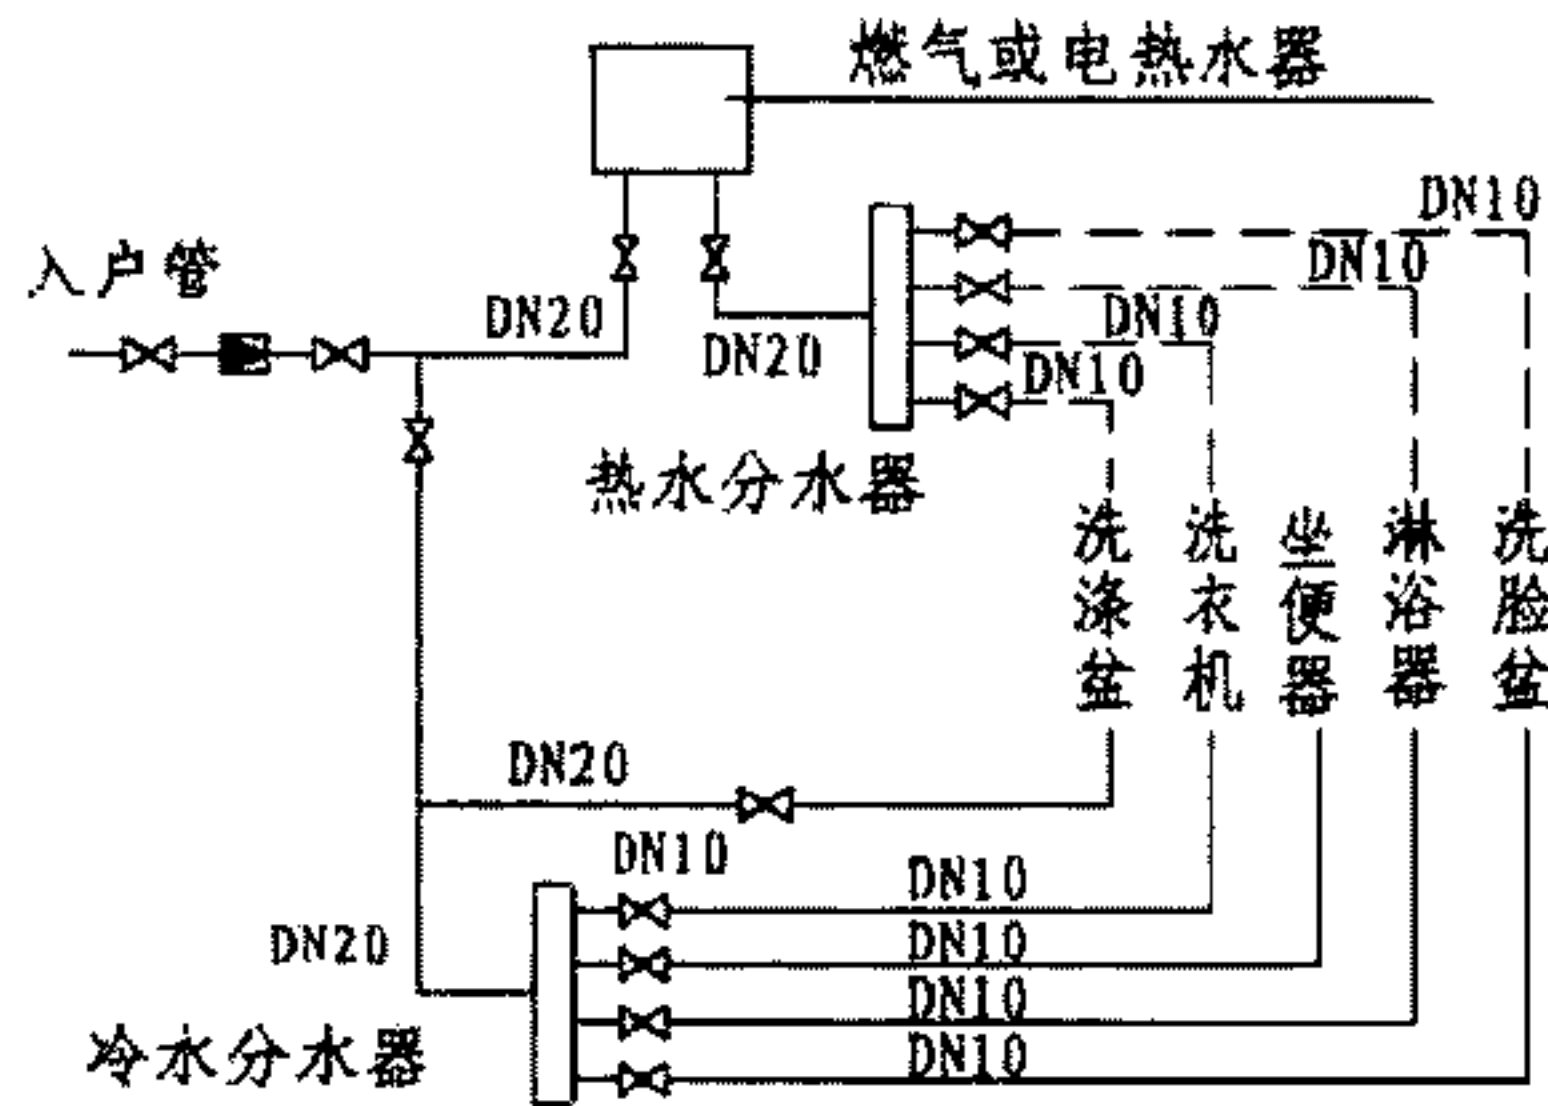 燃气或电热水器
入户管
DN20
DN20
DN10
DN10
DN10
DN10
热水分水器
洗涤盆
洗衣机
坐便器
淋浴器
洗脸盆
DN20
DN10
DN10
DN10
DN10
DN10
DN20
冷水分水器